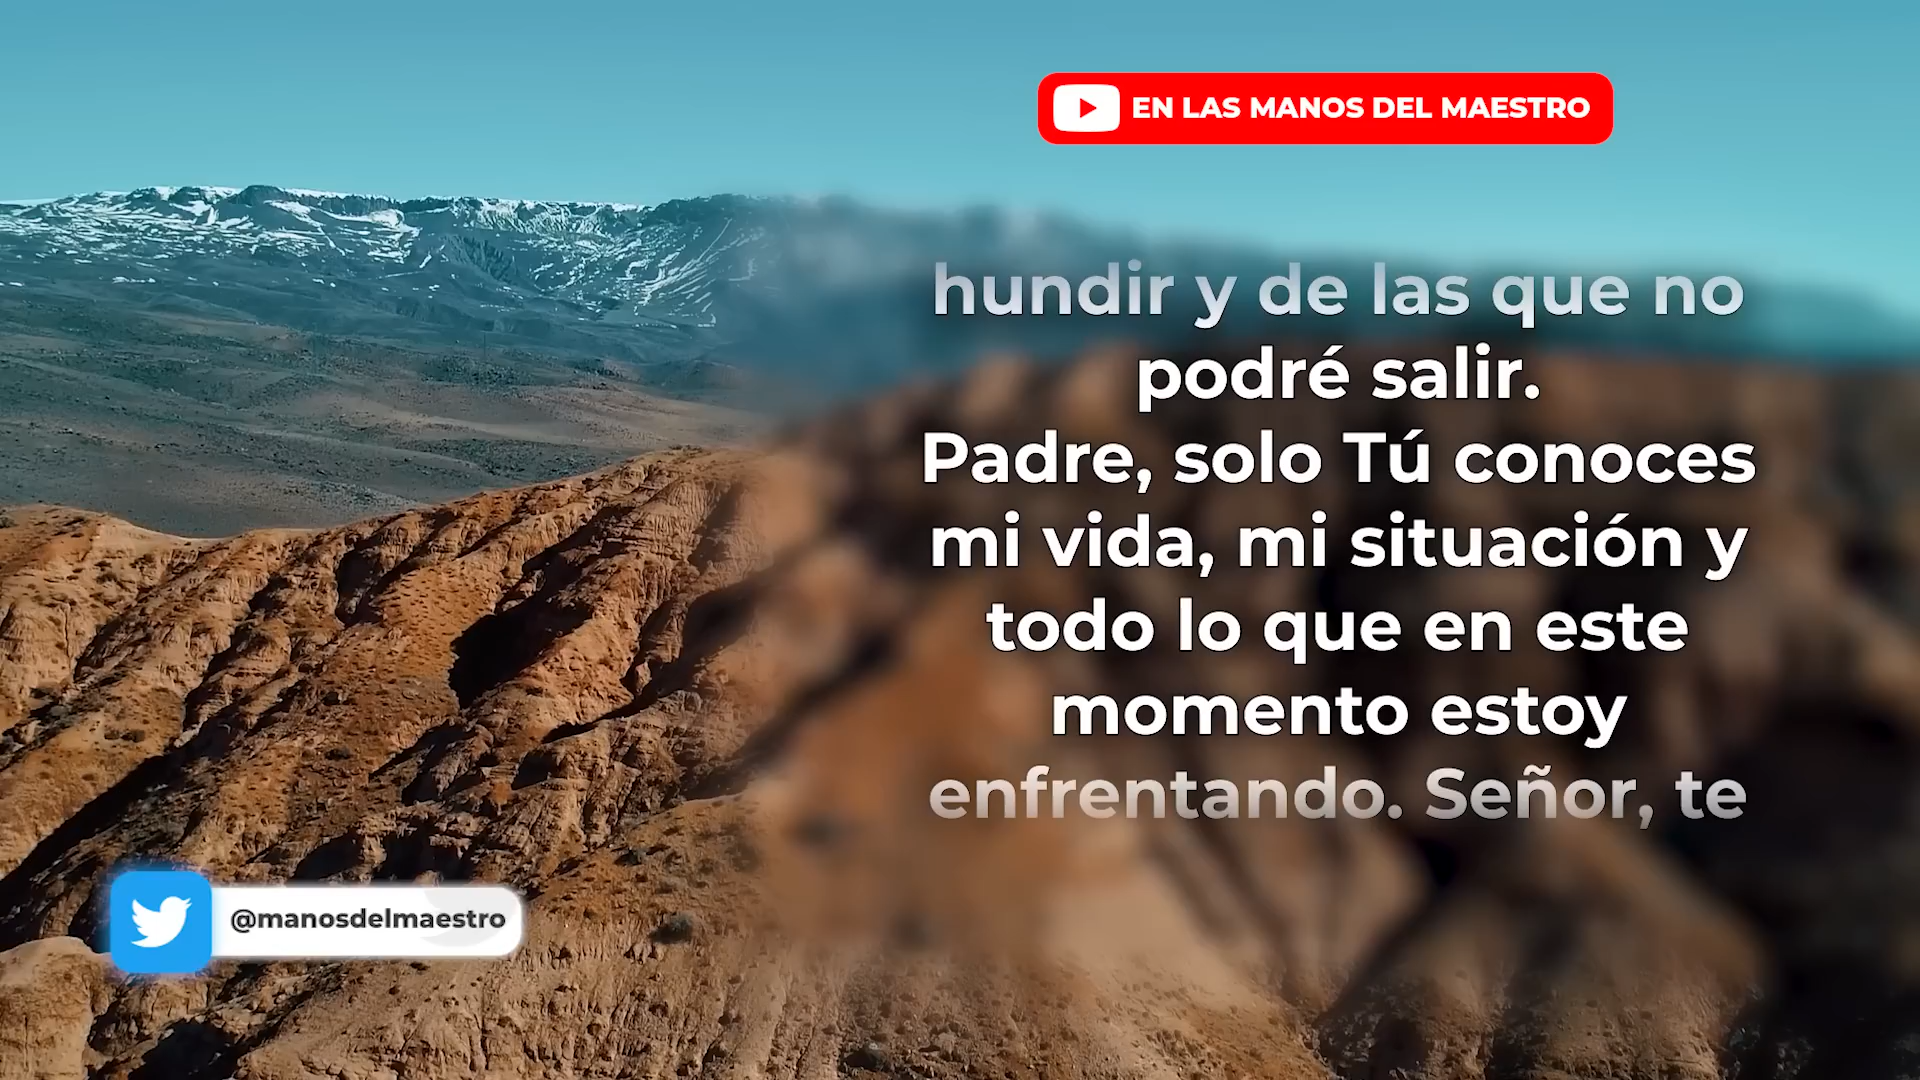 EN LAS MANOS DEL MAESTRO
hundir y de las que no
podré salir.
Padre, solo Tú conoces
mi vida, mi situación y
todo lo que en este
momento estoy
enfrentando. Señor, te
@manosdelmaestro